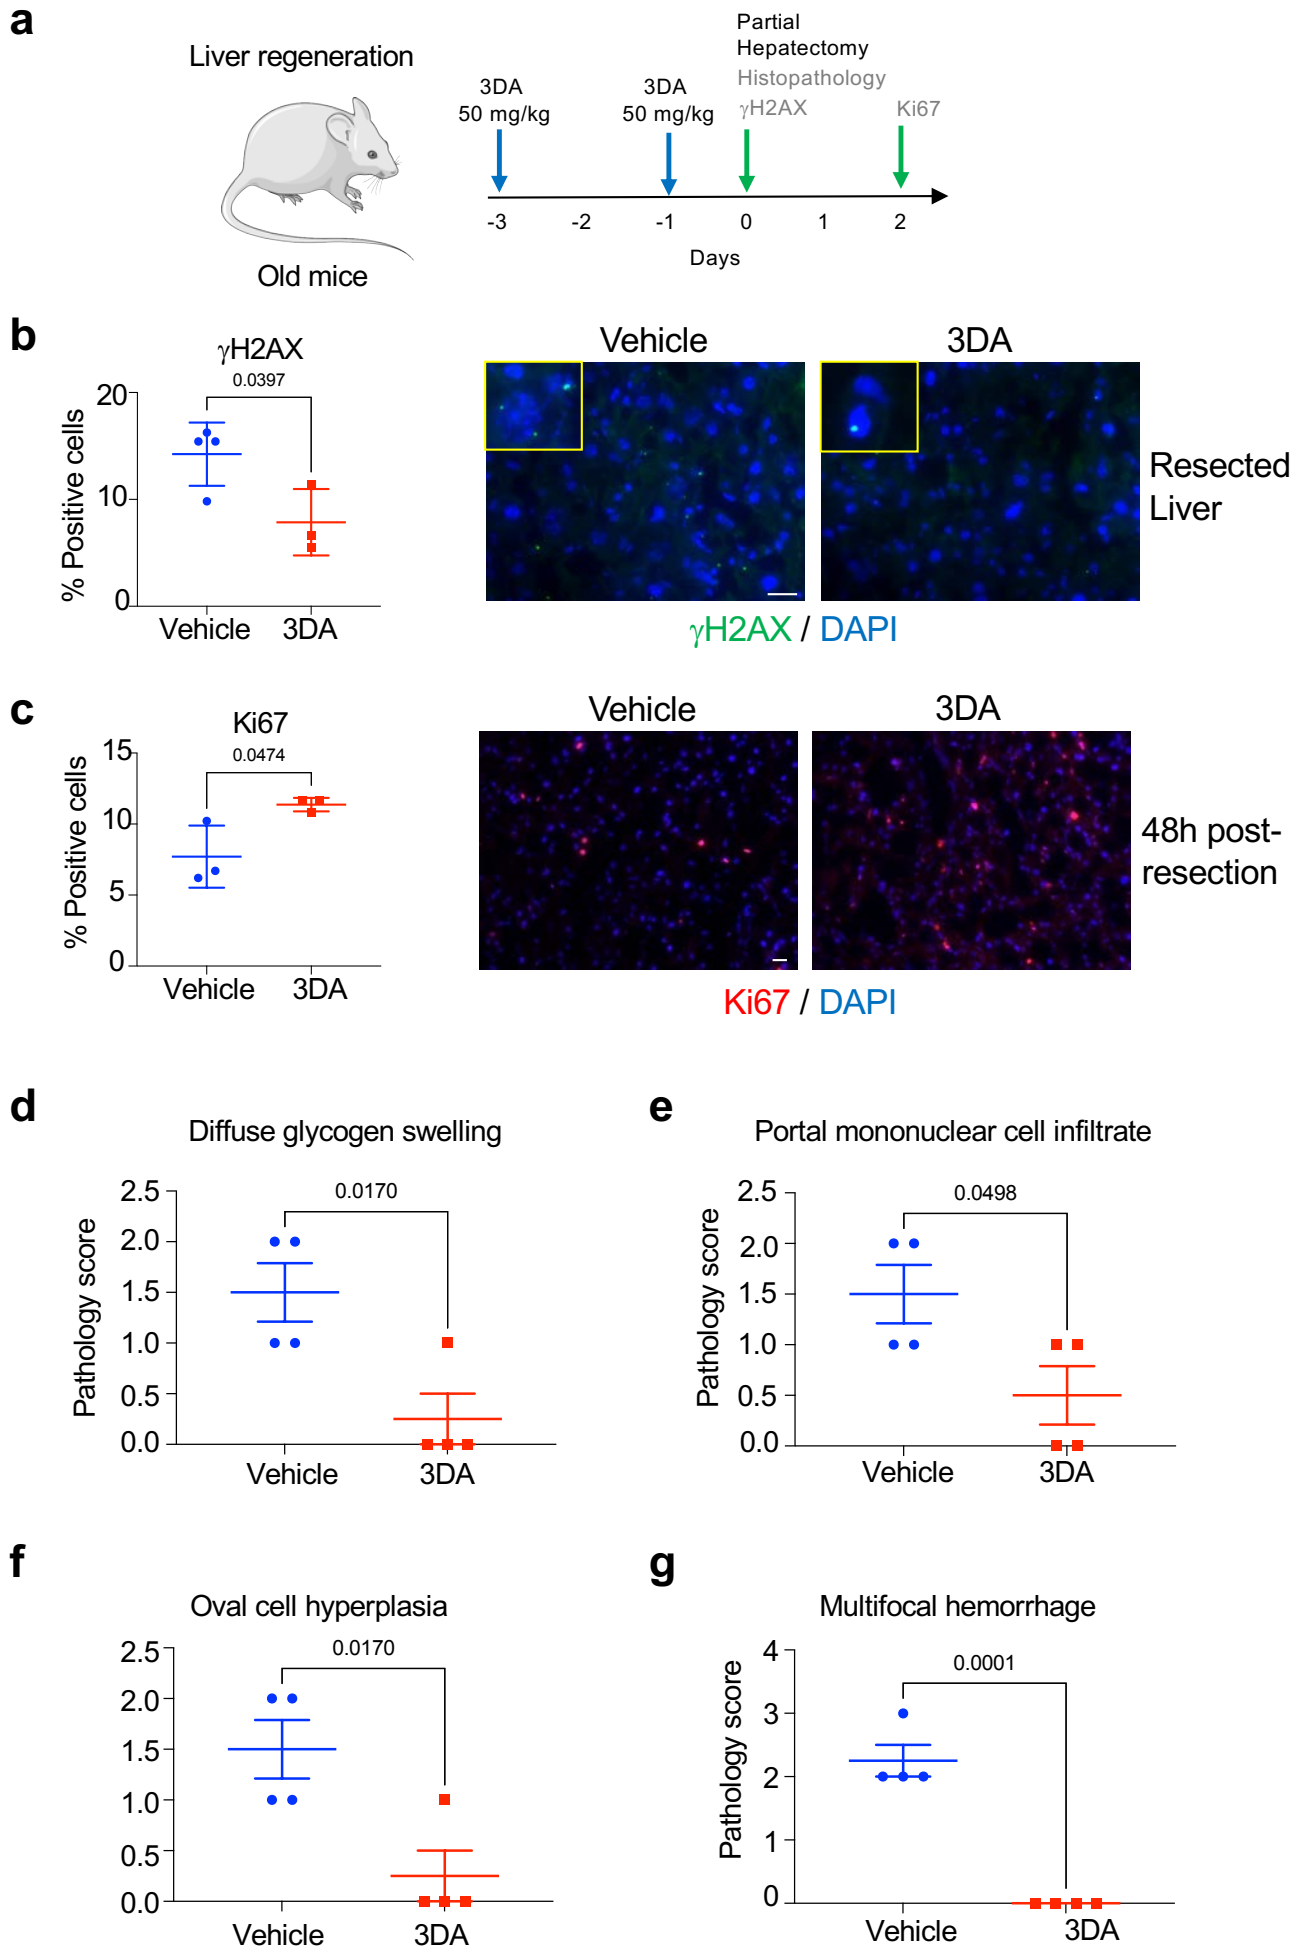 a
Liver regeneration
Old mice
3DA
50 mg/kg
3DA
50 mg/kg
Partial
Hepatectomy
Histopathology
γH2AX
Ki67
-3 -2 -1 0 1 2
Days
b
γH2AX
0.0397
% Positive cells
20
10
0
Vehicle 3DA
Vehicle 3DA
Resected
Liver
γH2AX / DAPI
c
Ki67
0.0474
% Positive cells
15
10
5
0
Vehicle 3DA
Vehicle 3DA
48h post-
resection
Ki67 / DAPI
d
Diffuse glycogen swelling
0.0170
Pathology score
2.5
2.0
1.5
1.0
0.5
0.0
Vehicle 3DA
e
Portal mononuclear cell infiltrate
0.0498
Pathology score
2.5
2.0
1.5
1.0
0.5
0.0
Vehicle 3DA
f
Oval cell hyperplasia
0.0170
2.5
2.0
1.5
1.0
0.5
0.0
Vehicle 3DA
g
Multifocal hemorrhage
0.0001
Pathology score
4
3
2
1
0
Vehicle 3DA